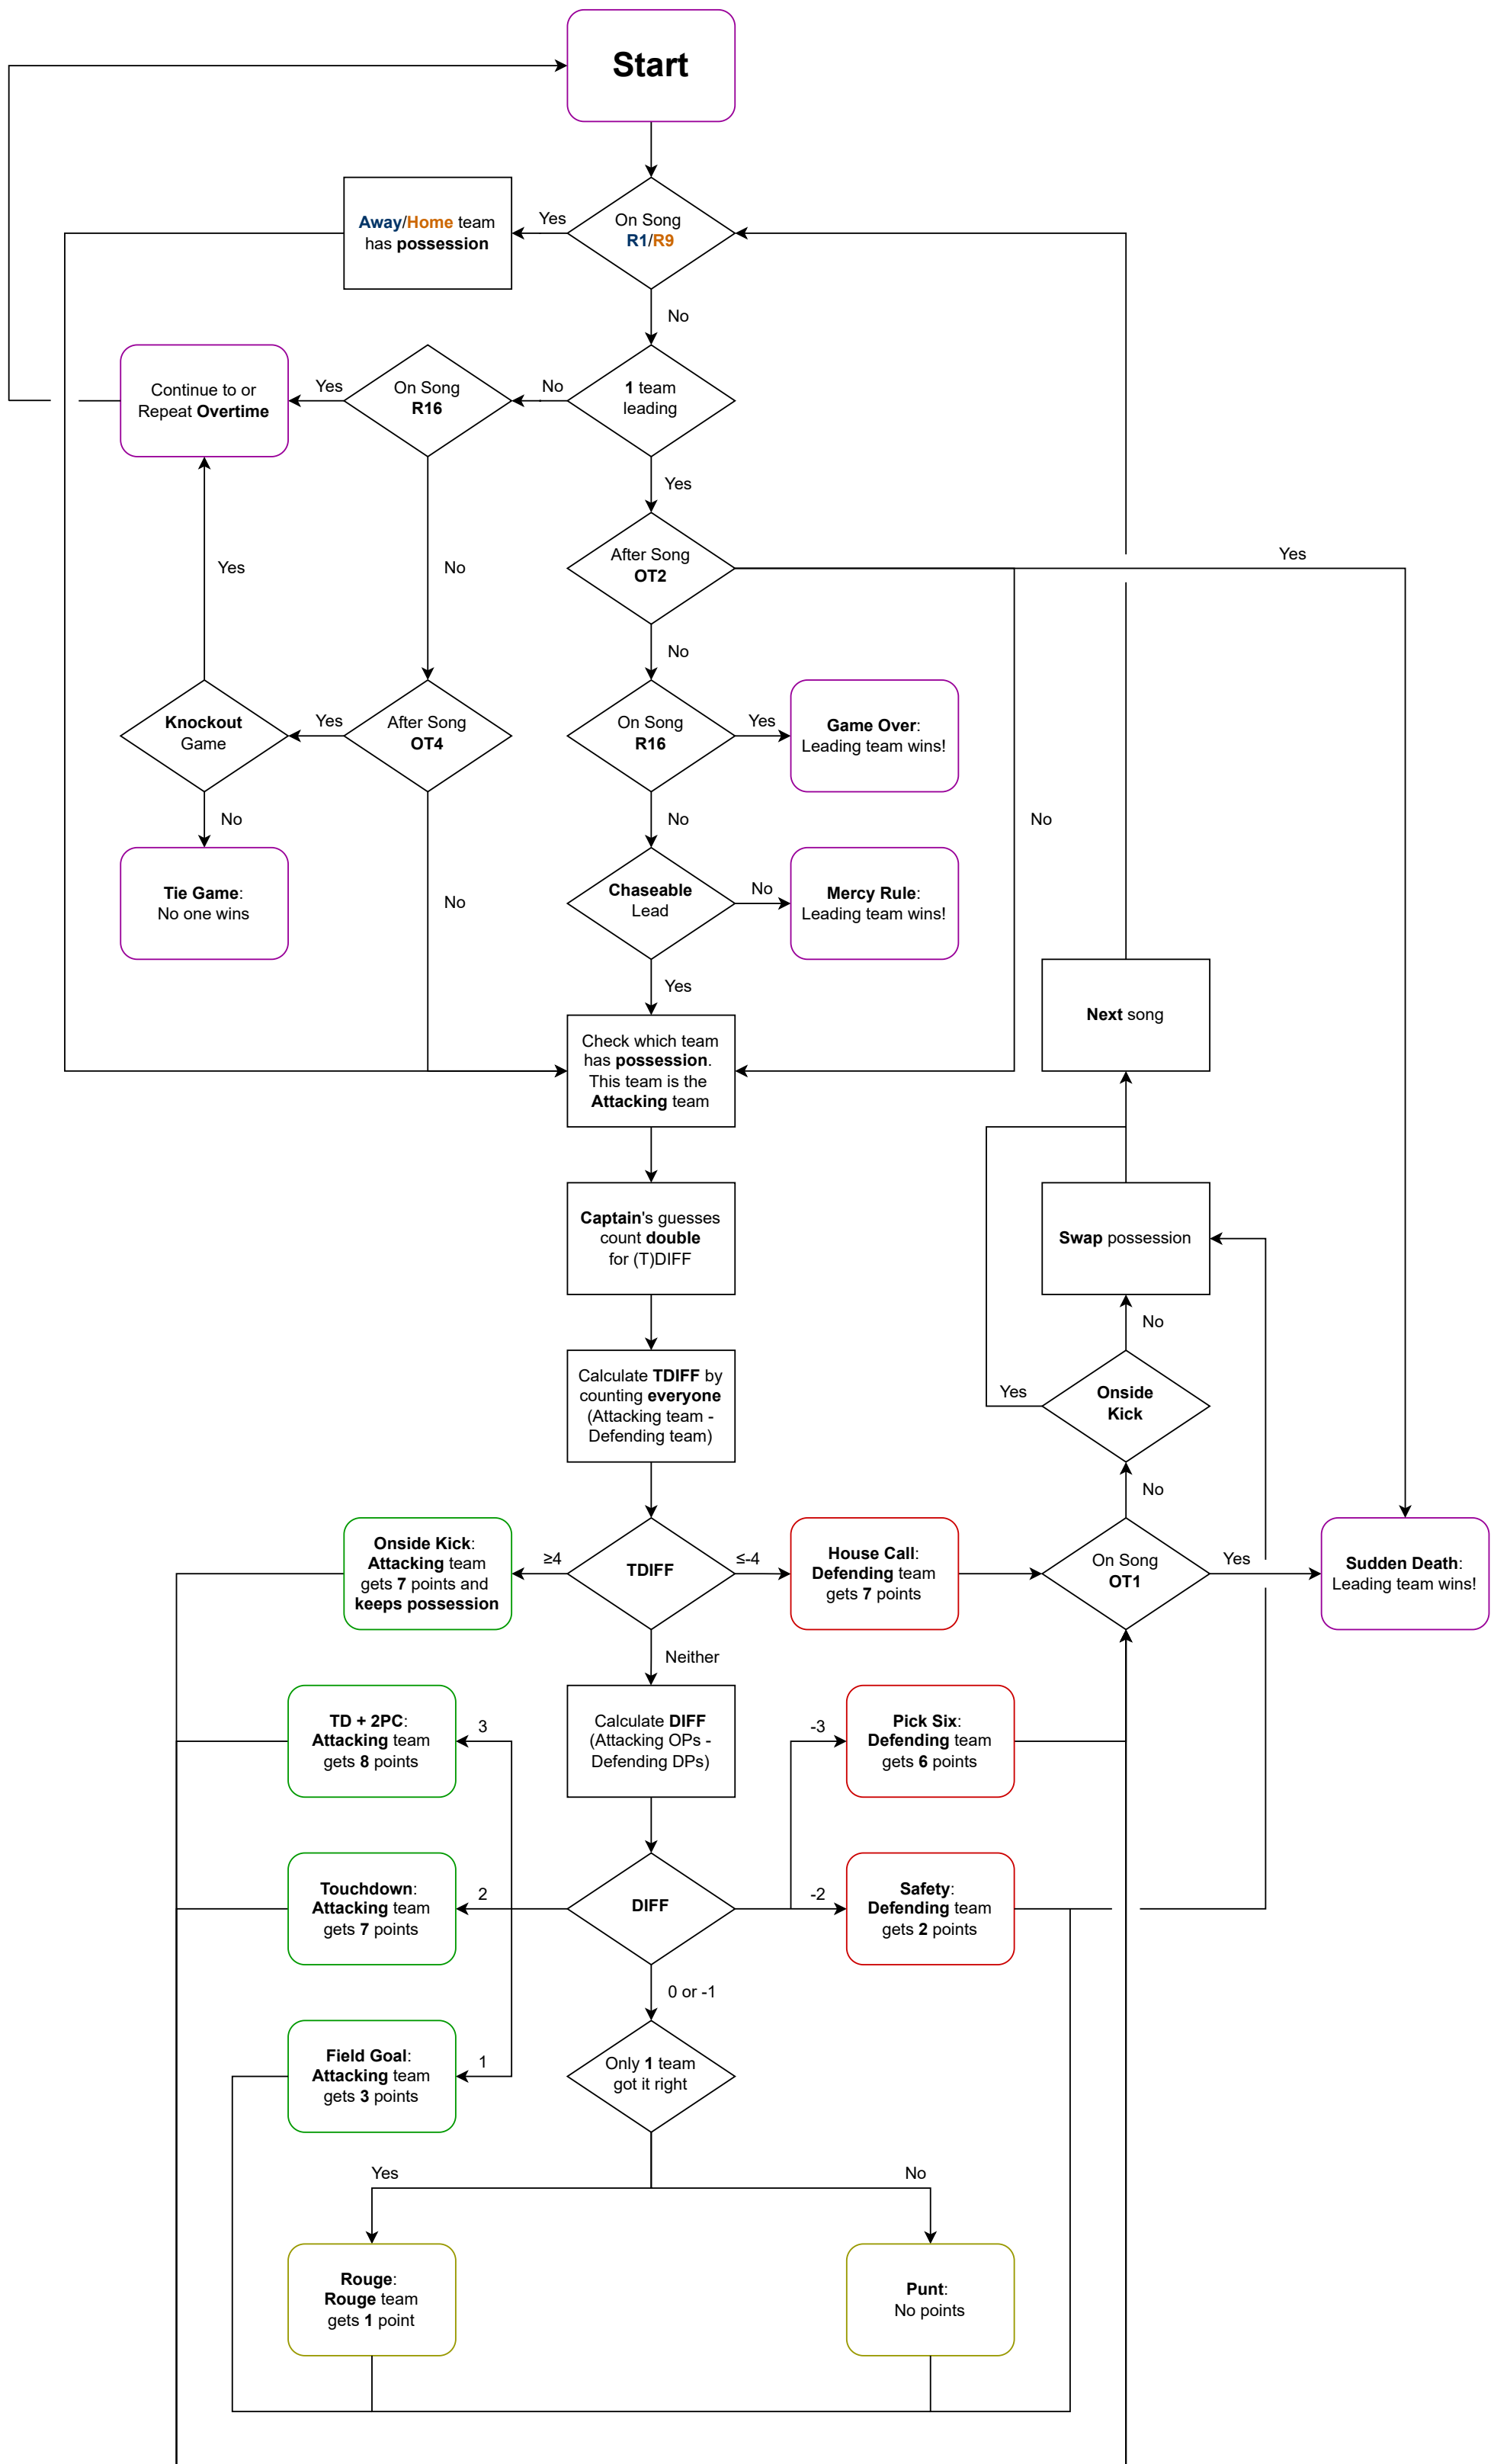 Start
Away/Home team
has possession
Yes
On Song
R1/R9
No
Continue to or
Repeat Overtime
Yes
On Song
R16
No
1 team
leading
Yes
After Song
OT2
Yes
Yes
No
No
Knockout
Game
Yes
After Song
OT4
On Song
R16
Yes
Game Over:
Leading team wins!
No
No
No
Tie Game:
No one wins
No
Chaseable
Lead
No
Mercy Rule:
Leading team wins!
Yes
Check which team
has possession.
This team is the
Attacking team
Next song
Captain's guesses
count double
for (T)DIFF
Swap possession
No
Calculate TDIFF by
counting everyone
(Attacking team -
Defending team)
Yes
Onside
Kick
No
Onside Kick:
Attacking team
gets 7 points and
keeps possession
≥4
TDIFF
≤-4
House Call:
Defending team
gets 7 points
On Song
OT1
Yes
Sudden Death:
Leading team wins!
Neither
TD + 2PC:
Attacking team
gets 8 points
3
Calculate DIFF
(Attacking OPs -
Defending DPs)
-3
Pick Six:
Defending team
gets 6 points
Touchdown:
Attacking team
gets 7 points
2
DIFF
-2
Safety:
Defending team
gets 2 points
0 or -1
Field Goal:
Attacking team
gets 3 points
1
Only 1 team
got it right
Yes
No
Rouge:
Rouge team
gets 1 point
Punt:
No points